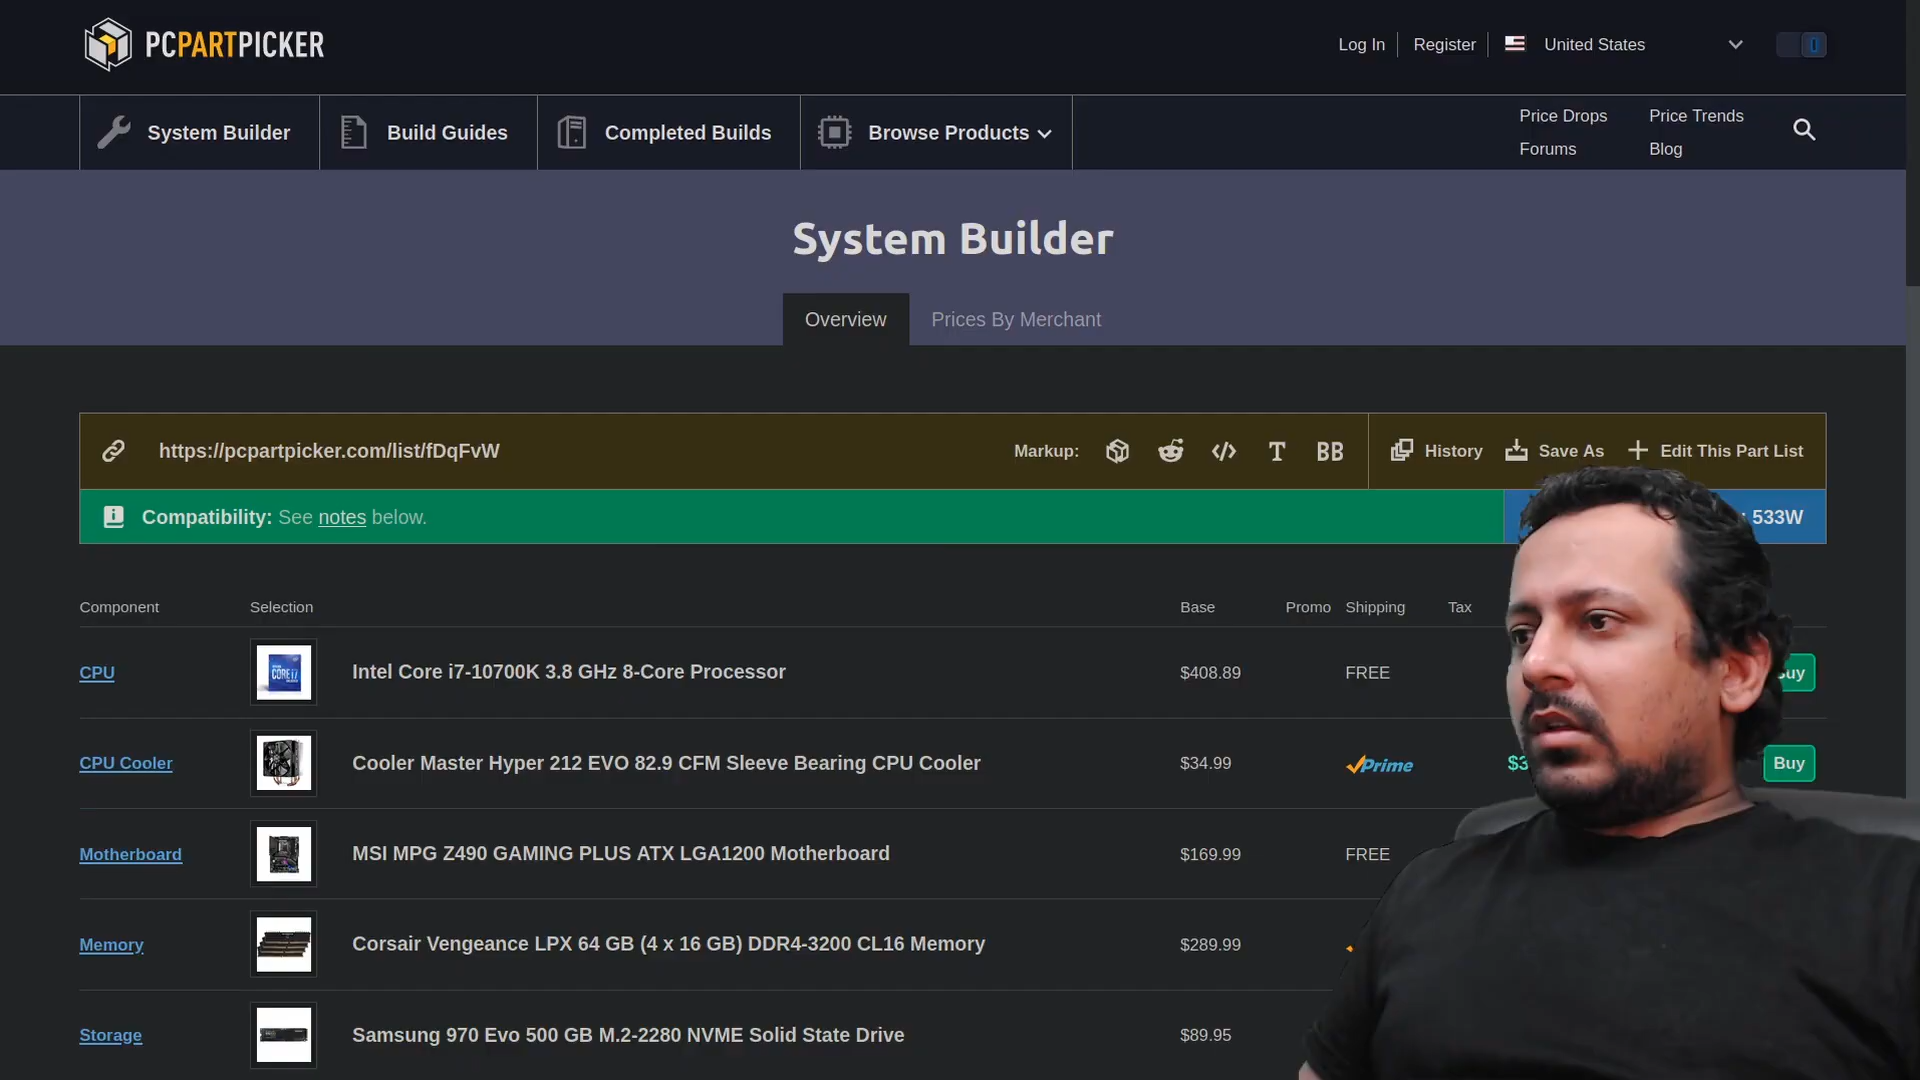 PCPARTPICKER
Log In
Register
United States
System Builder
Build Guides
Completed Builds
Browse Products
Price Drops
Price Trends
Forums
Blog
System Builder
Overview
Prices By Merchant
https://pcpartpicker.com/list/fDqFvW
Markup:
BB
History
Save As
Edit This Part List
Compatibility: See notes below.
: 533W
Component Selection Base Promo Shipping Tax
CPU Intel Core i7-10700K 3.8 GHz 8-Core Processor $408.89 FREE
CORE i7
CPU Cooler Cooler Master Hyper 212 EVO 82.9 CFM Sleeve Bearing CPU Cooler $34.99 Prime $3 Buy
Motherboard MSI MPG Z490 GAMING PLUS ATX LGA1200 Motherboard $169.99 FREE
Memory Corsair Vengeance LPX 64 GB (4 x 16 GB) DDR4-3200 CL16 Memory $289.99
Storage Samsung 970 Evo 500 GB M.2-2280 NVME Solid State Drive $89.95